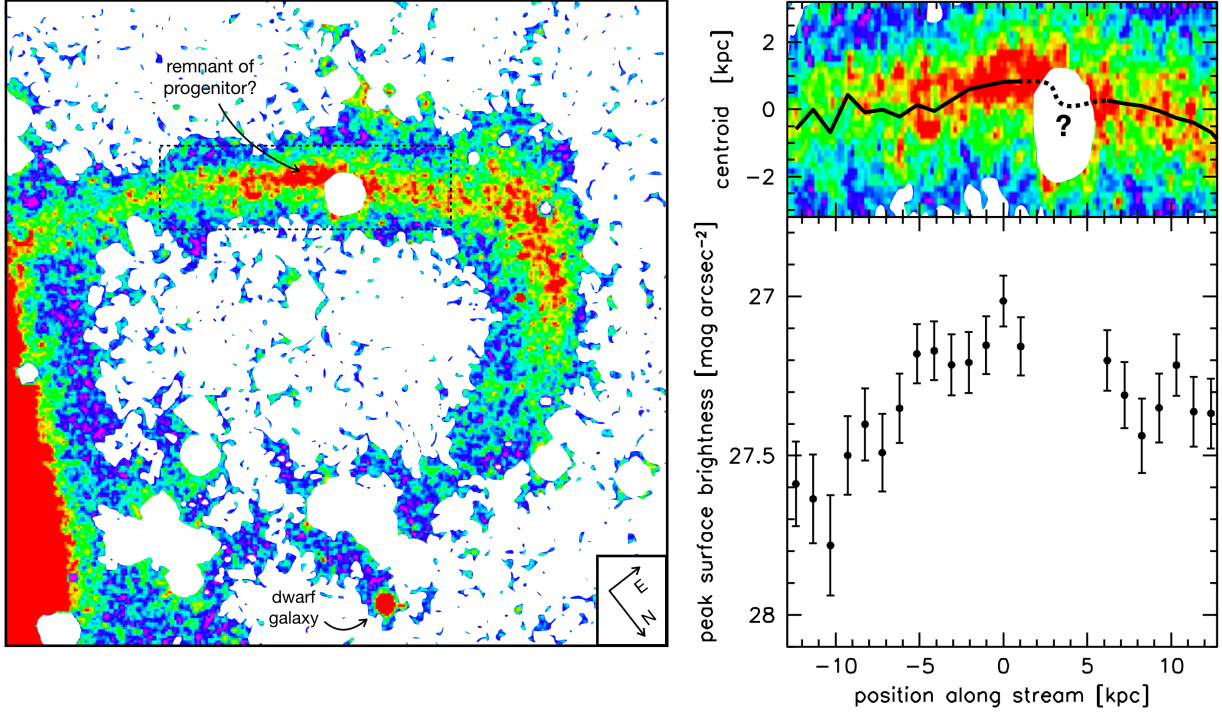 remnant of
progenitor?
dwarf
galaxy
E
N
centroid [kpc]
2
0
−2
?
peak surface brightness [mag arcsec−2]
27
27.5
28
−10
−5
0
5
10
position along stream [kpc]